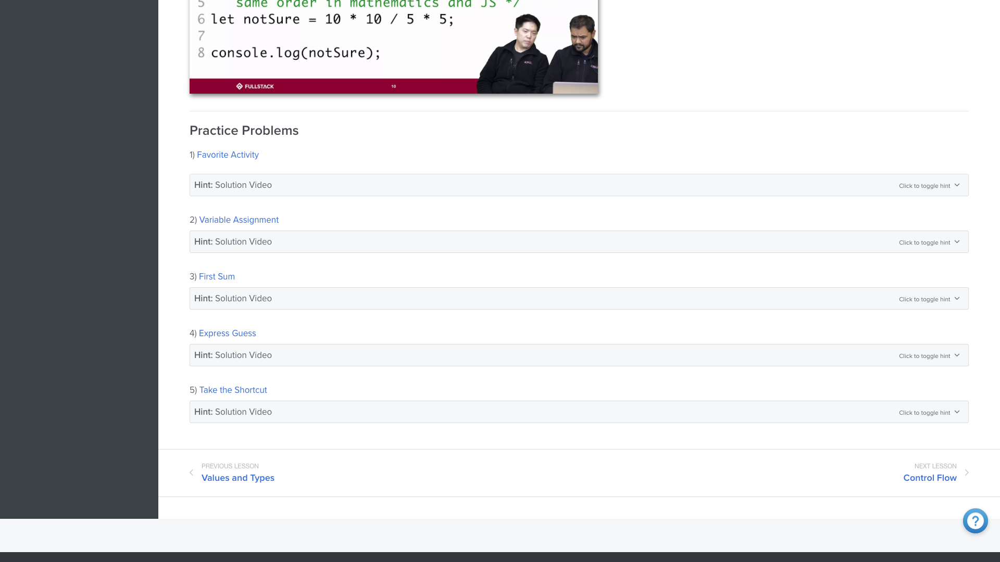 5 same order in mathematics and JS */
6 let notSure = 10 * 10 / 5 * 5;
7
8 console.log(notSure);
FULLSTACK 10
Practice Problems
1) Favorite Activity
Hint: Solution Video Click to toggle hint
2) Variable Assignment
Hint: Solution Video Click to toggle hint
3) First Sum
Hint: Solution Video Click to toggle hint
4) Express Guess
Hint: Solution Video Click to toggle hint
5) Take the Shortcut
Hint: Solution Video Click to toggle hint
PREVIOUS LESSON
Values and Types
NEXT LESSON
Control Flow
?